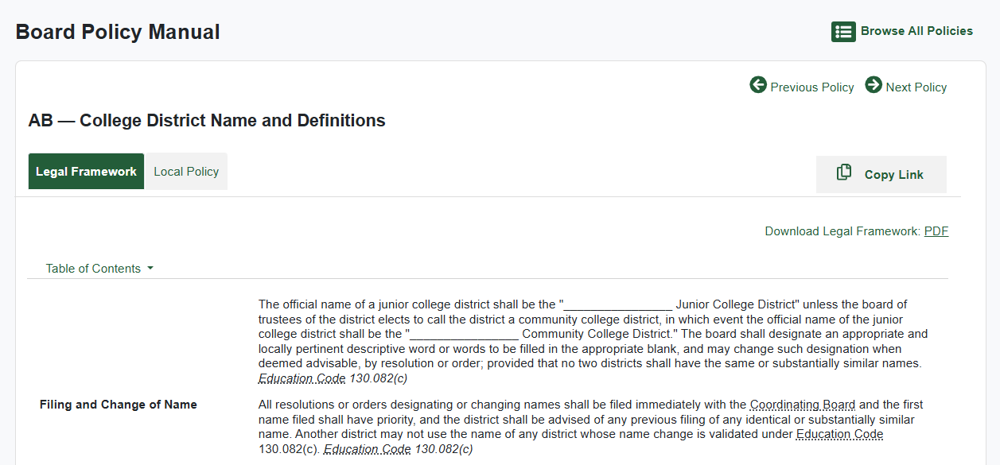 Board Policy Manual
Browse All Policies
Previous Policy Next Policy
AB — College District Name and Definitions
Legal Framework Local Policy
Copy Link
Download Legal Framework: PDF
Table of Contents
The official name of a junior college district shall be the "________________ Junior College District" unless the board of
trustees of the district elects to call the district a community college district, in which event the official name of the junior
college district shall be the "________________ Community College District." The board shall designate an appropriate and
locally pertinent descriptive word or words to be filled in the appropriate blank, and may change such designation when
deemed advisable, by resolution or order; provided that no two districts shall have the same or substantially similar names.
Education Code 130.082(c)
Filing and Change of Name
All resolutions or orders designating or changing names shall be filed immediately with the Coordinating Board and the first
name filed shall have priority, and the district shall be advised of any previous filing of any identical or substantially similar
name. Another district may not use the name of any district whose name change is validated under Education Code
130.082(c). Education Code 130.082(c)